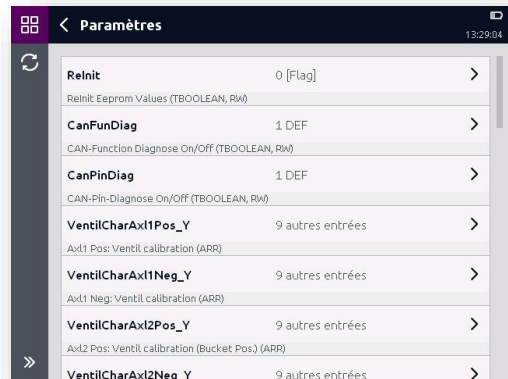 Paramètres
13:29:04
ReInit 0 [Flag]
ReInit Eeprom Values (TBOOLEAN, RW)
CanFunDiag 1 DEF
CAN-Function Diagnose On/Off (TBOOLEAN, RW)
CanPinDiag 1 DEF
CAN-Pin-Diagnose On/Off (TBOOLEAN, RW)
VentilCharAxl1Pos_Y 9 autres entrées
Axl1 Pos: Ventil calibration (ARR)
VentilCharAxl1Neg_Y 9 autres entrées
Axl1 Neg: Ventil calibration (ARR)
VentilCharAxl2Pos_Y 9 autres entrées
Axl2 Pos: Ventil calibration (Bucket Pos.) (ARR)
VentilCharAxl2Neg_Y 9 autres entrées